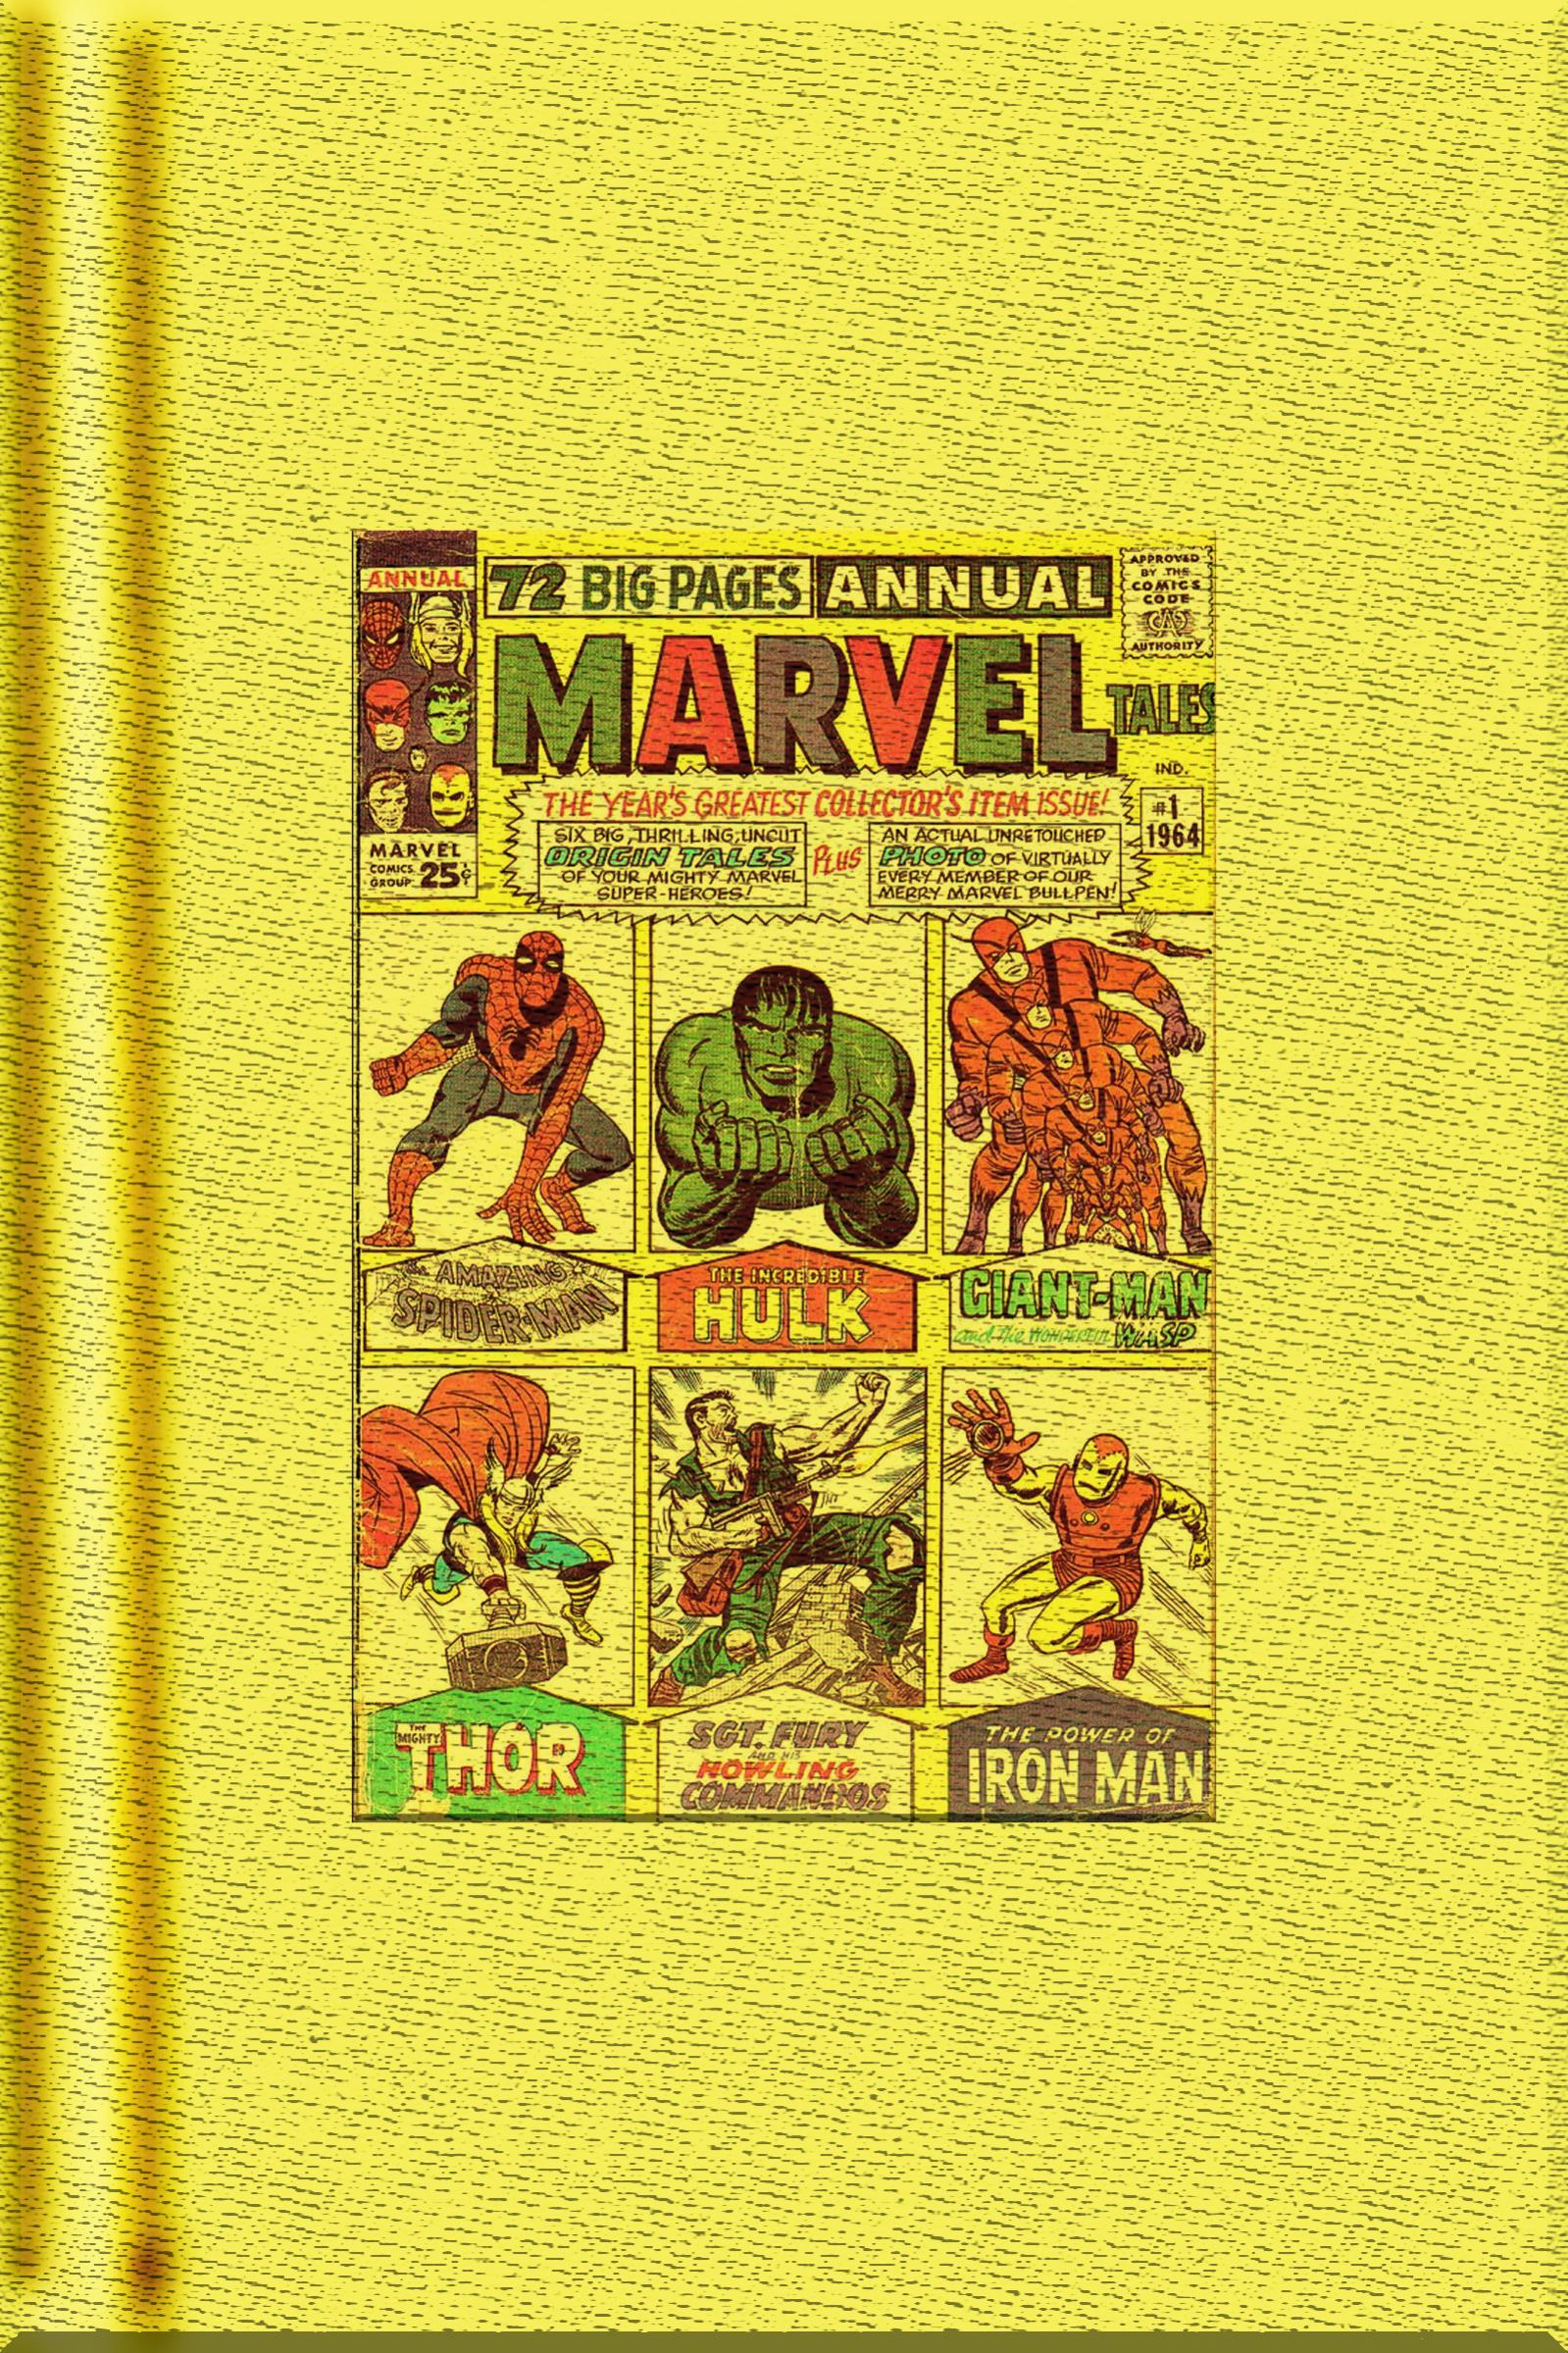 ANNUAL
72 BIG PAGES ANNUAL
APPROVED
BY THE
COMICS
CODE
CA
AUTHORITY
MARVEL TALES
IND.
#1
1964
MARVEL
COMICS
GROUP
25¢
THE YEAR'S GREATEST COLLECTOR'S ITEM ISSUE!
SIX BIG, THRILLING, UNCUT
ORIGIN TALES
OF YOUR MIGHTY MARVEL
SUPER-HEROES!
PLUS
AN ACTUAL UNRETOUCHED
PHOTO OF VIRTUALLY
EVERY MEMBER OF OUR
MERRY MARVEL BULLPEN!
THE AMAZING
SPIDER-MAN
THE INCREDIBLE
HULK
GIANT-MAN
and the WONDERFUL WASP
THE MIGHTY
THOR
SGT. FURY
AND HIS
HOWLING
COMMANDOS
THE POWER OF
IRON MAN